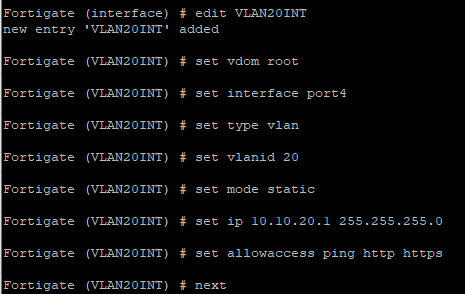 Fortigate (interface) # edit VLAN20INT
new entry 'VLAN20INT' added
Fortigate (VLAN20INT) # set vdom root
Fortigate (VLAN20INT) # set interface port4
Fortigate (VLAN20INT) # set type vlan
Fortigate (VLAN20INT) # set vlanid 20
Fortigate (VLAN20INT) # set mode static
Fortigate (VLAN20INT) # set ip 10.10.20.1 255.255.255.0
Fortigate (VLAN20INT) # set allowaccess ping http https
Fortigate (VLAN20INT) # next